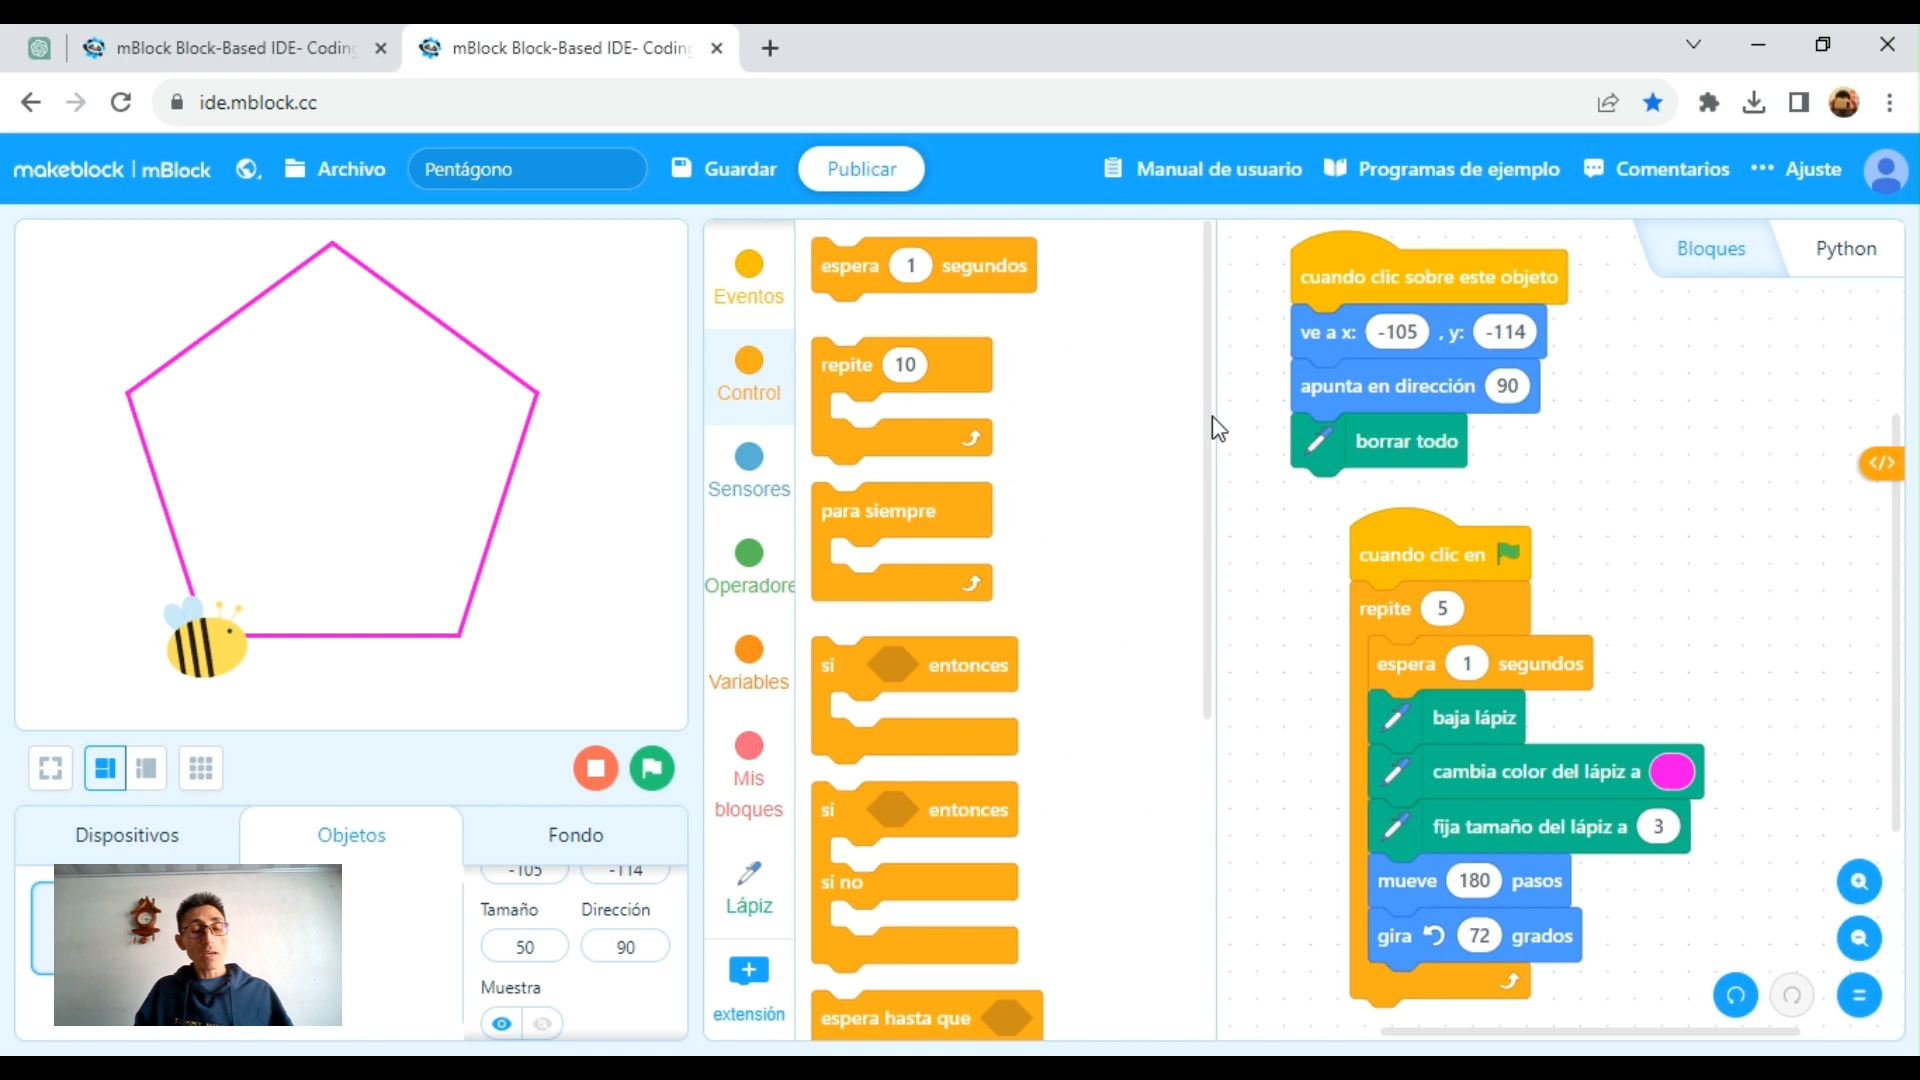 mBlock Block-Based IDE- Coding
mBlock Block-Based IDE- Coding
ide.mblock.cc
makeblock | mBlock
Archivo
Pentágono
Guardar
Publicar
Manual de usuario
Programas de ejemplo
Comentarios
Ajuste
Eventos
Control
Sensores
Operadore
Variables
Mis
bloques
Lápiz
extensión
espera 1 segundos
repite 10
para siempre
si entonces
si entonces
si no
espera hasta que
Bloques
Python
cuando clic sobre este objeto
ve a x: -105 , y: -114
apunta en dirección 90
borrar todo
cuando clic en
repite 5
espera 1 segundos
baja lápiz
cambia color del lápiz a
fija tamaño del lápiz a 3
mueve 180 pasos
gira 72 grados
Dispositivos
Objetos
Fondo
-105
-114
Tamaño
Dirección
50
90
Muestra